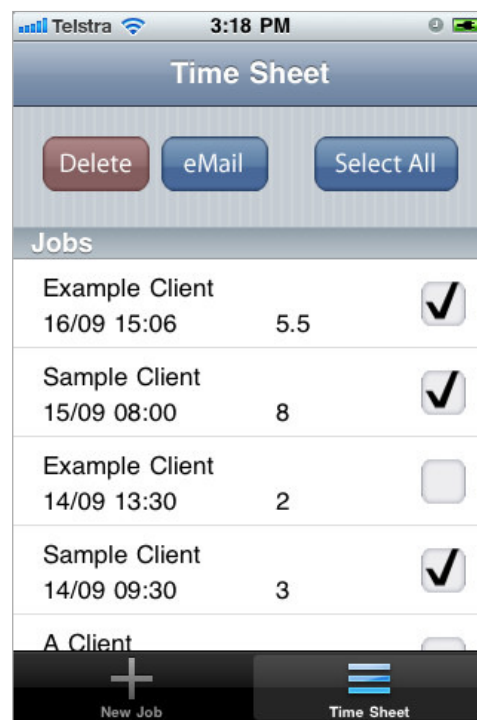 Telstra 3:18 PM
Time Sheet
Delete eMail Select All
Jobs
Example Client
16/09 15:06 5.5
Sample Client
15/09 08:00 8
Example Client
14/09 13:30 2
Sample Client
14/09 09:30 3
A Client
New Job Time Sheet